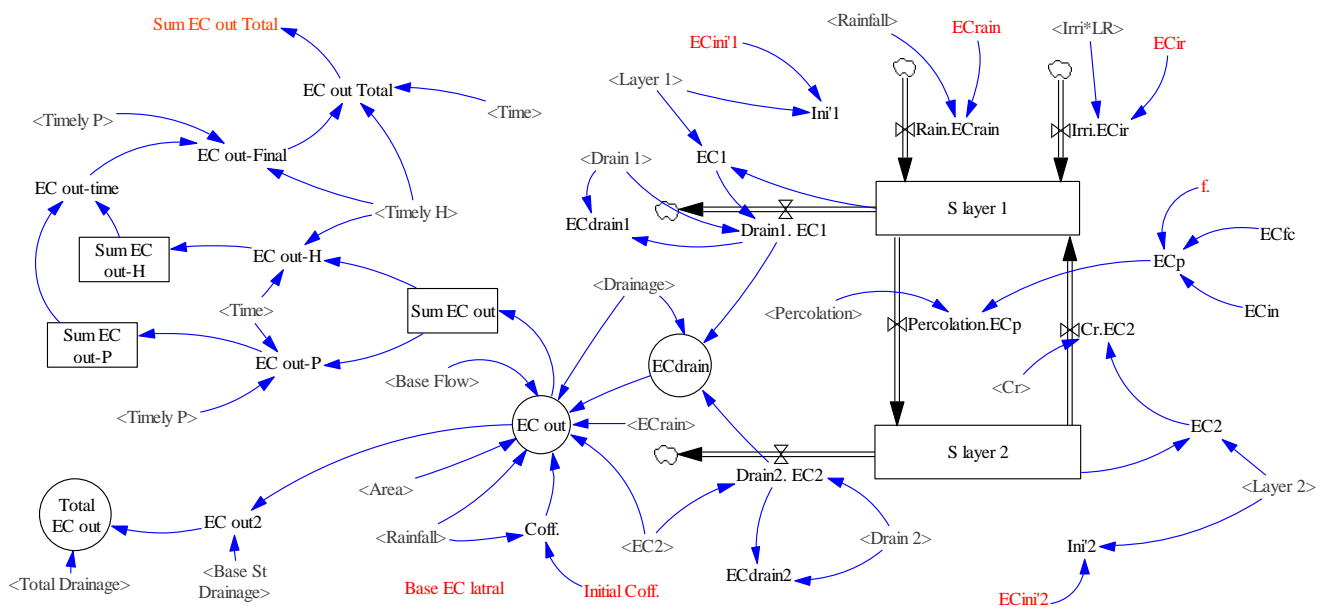 Sum EC out Total
EC out Total
<Time>
<Timely P>
EC out-Final
EC out-time
<Timely H>
Sum EC
out-H
EC out-H
<Time>
Sum EC out
Sum EC
out-P
EC out-P
<Timely P>
ECini'1
<Layer 1>
Ini'1
<Rainfall>
ECrain
<Irri*LR>
ECir
Rain.ECrain
Irri.ECir
<Drain 1>
EC1
S layer 1
ECdrain1
Drain1. EC1
f.
ECfc
ECp
ECin
<Drainage>
<Percolation>
Percolation.ECp
Cr.EC2
<Cr>
ECdrain
<Base Flow>
EC out
<ECrain>
EC2
S layer 2
Drain2. EC2
<Layer 2>
<Area>
<Rainfall>
Coff.
<EC2>
<Drain 2>
Ini'2
ECdrain2
ECini'2
Total
EC out
EC out2
<Total Drainage>
<Base St
Drainage>
Base EC latral
Initial Coff.